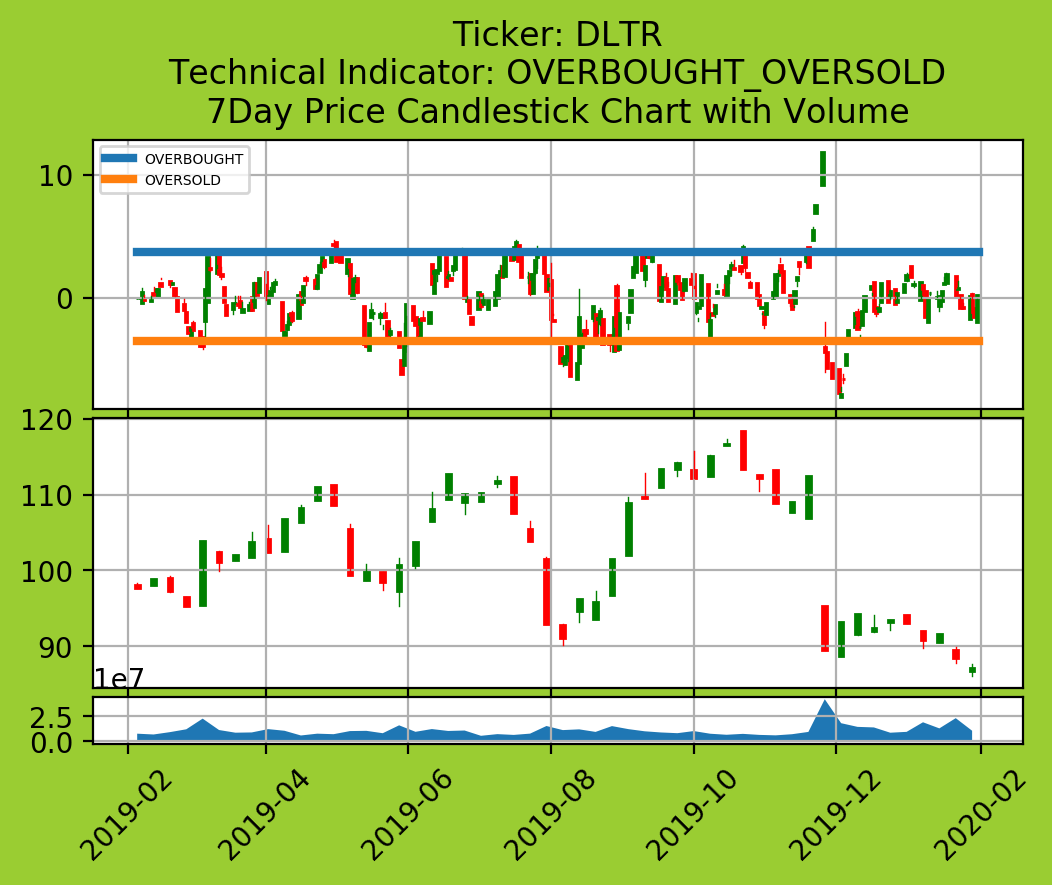 Ticker: DLTR
Technical Indicator: OVERBOUGHT_OVERSOLD
7Day Price Candlestick Chart with Volume
OVERBOUGHT
OVERSOLD
10
0
120
110
100
90
1e7
2.5
0.0
2019-02
2019-04
2019-06
2019-08
2019-10
2019-12
2020-02